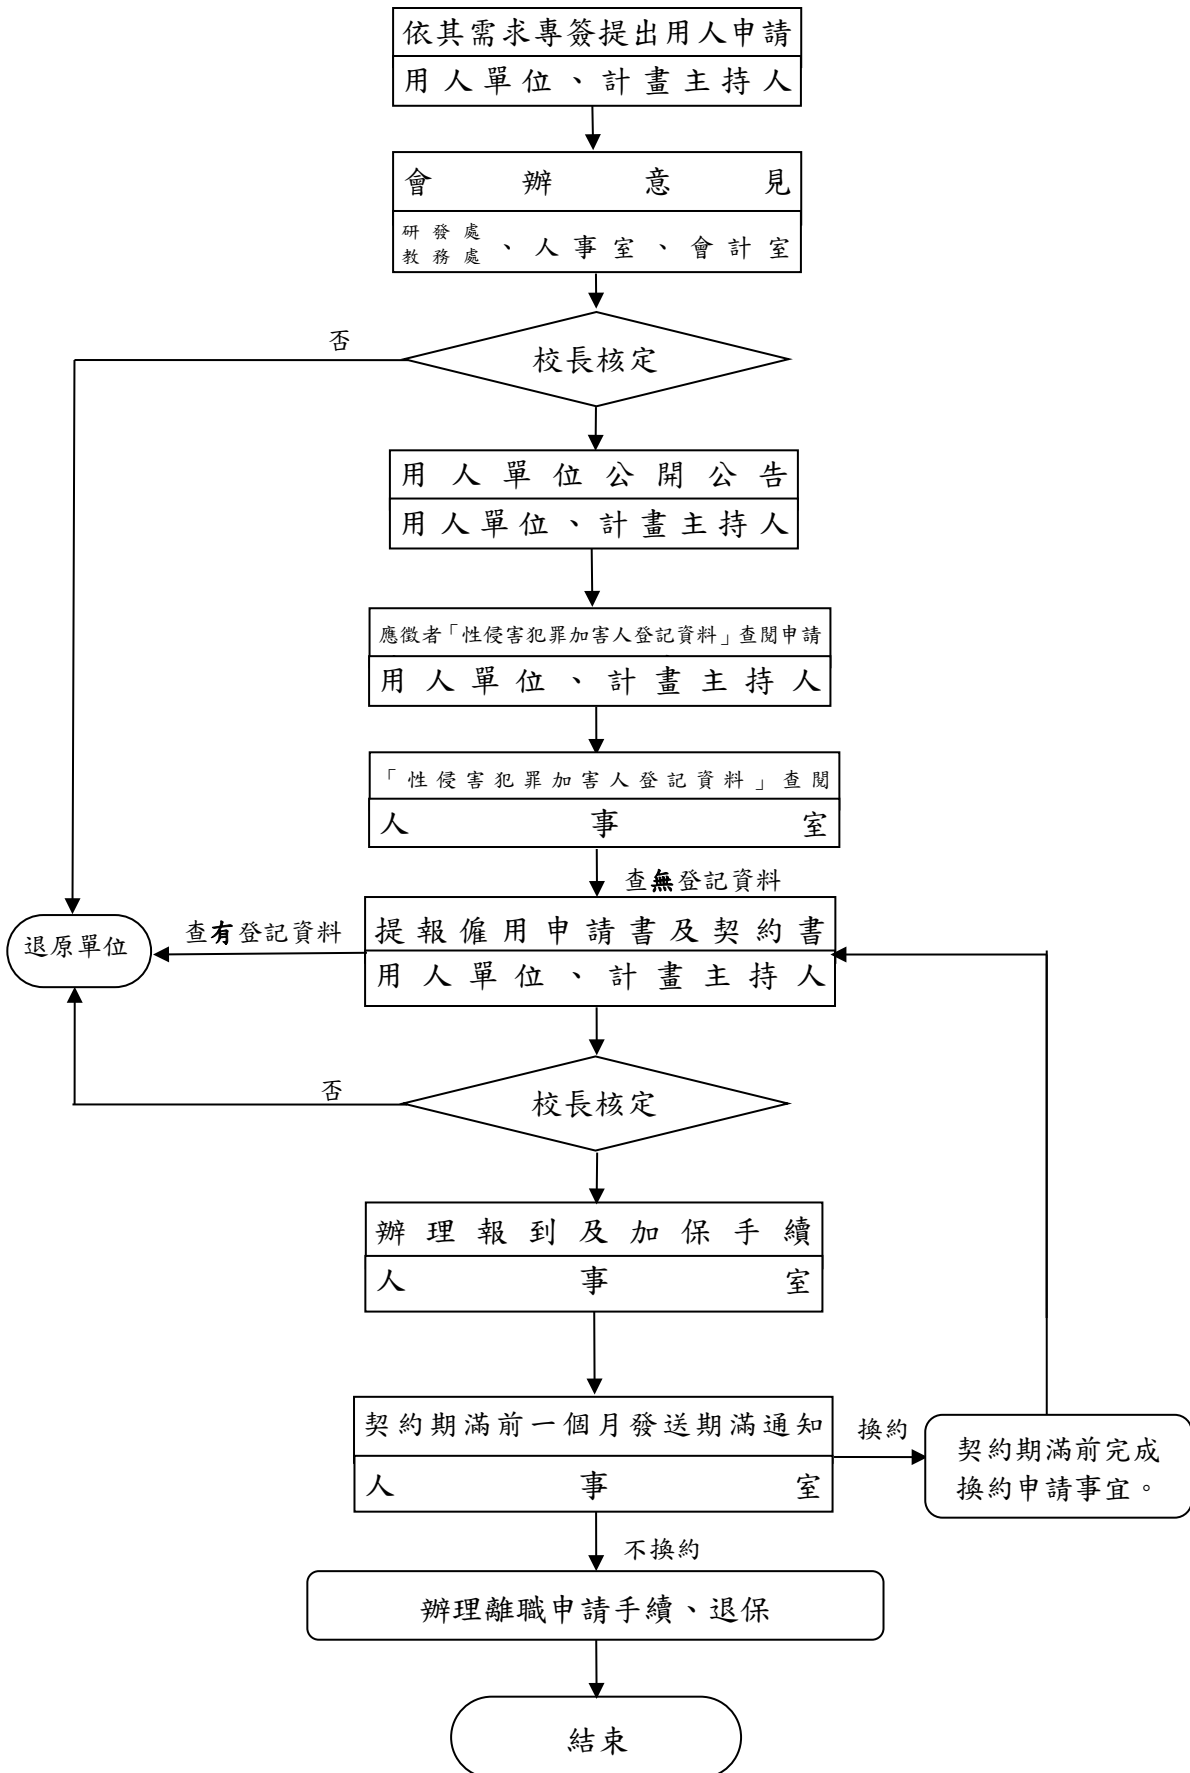 依其需求專簽提出用人申請
用人單位、計畫主持人
會辦意見
研發處
教務處
、人事室、會計室
否
校長核定
用人單位公開公告
用人單位、計畫主持人
應徵者「性侵害犯罪加害人登記資料」查閱申請
用人單位、計畫主持人
「性侵害犯罪加害人登記資料」查閱
人事室
查無登記資料
退原單位
查有登記資料
提報僱用申請書及契約書
用人單位、計畫主持人
否
校長核定
辦理報到及加保手續
人事室
契約期滿前一個月發送期滿通知
人事室
換約
契約期滿前完成
換約申請事宜。
不換約
辦理離職申請手續、退保
結束